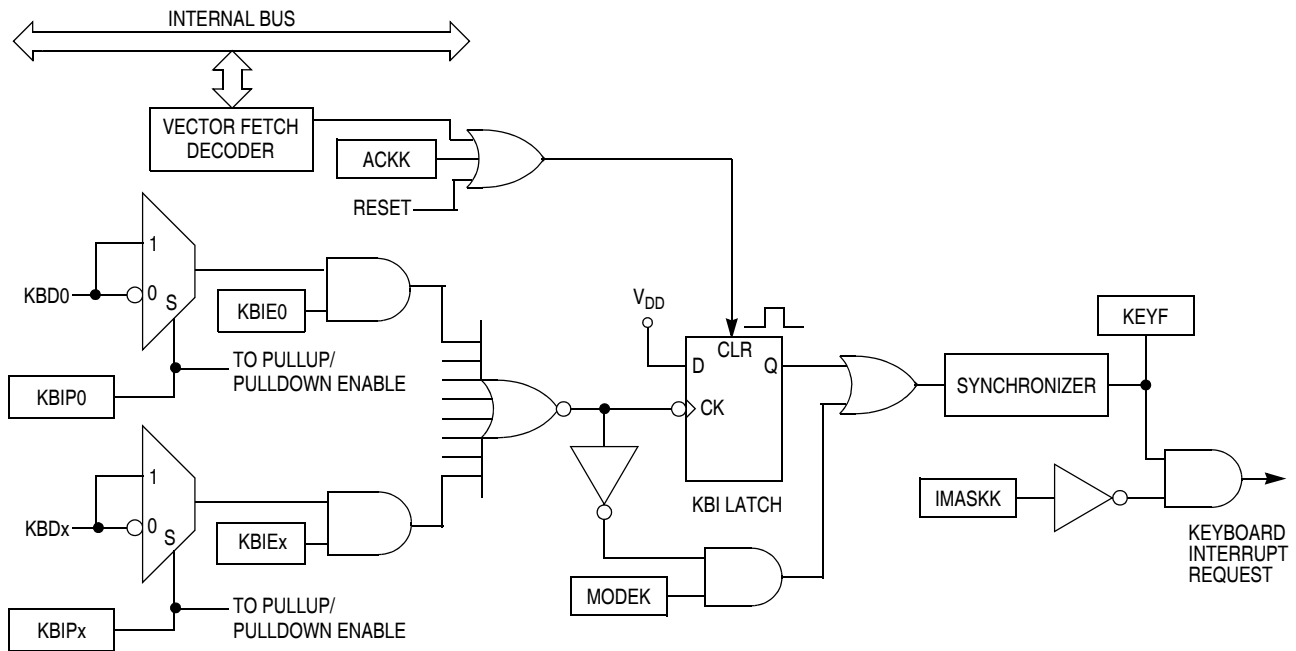 INTERNAL BUS
VECTOR FETCH
DECODER
ACKK
RESET
1
KBD0
0
S
KBIE0
TO PULLUP/
PULLDOWN ENABLE
KBIP0
VDD
CLR
D
Q
CK
KBI LATCH
KEYF
SYNCHRONIZER
1
KBDx
0
S
KBIEx
TO PULLUP/
PULLDOWN ENABLE
KBIPx
MODEK
IMASKK
KEYBOARD
INTERRUPT
REQUEST